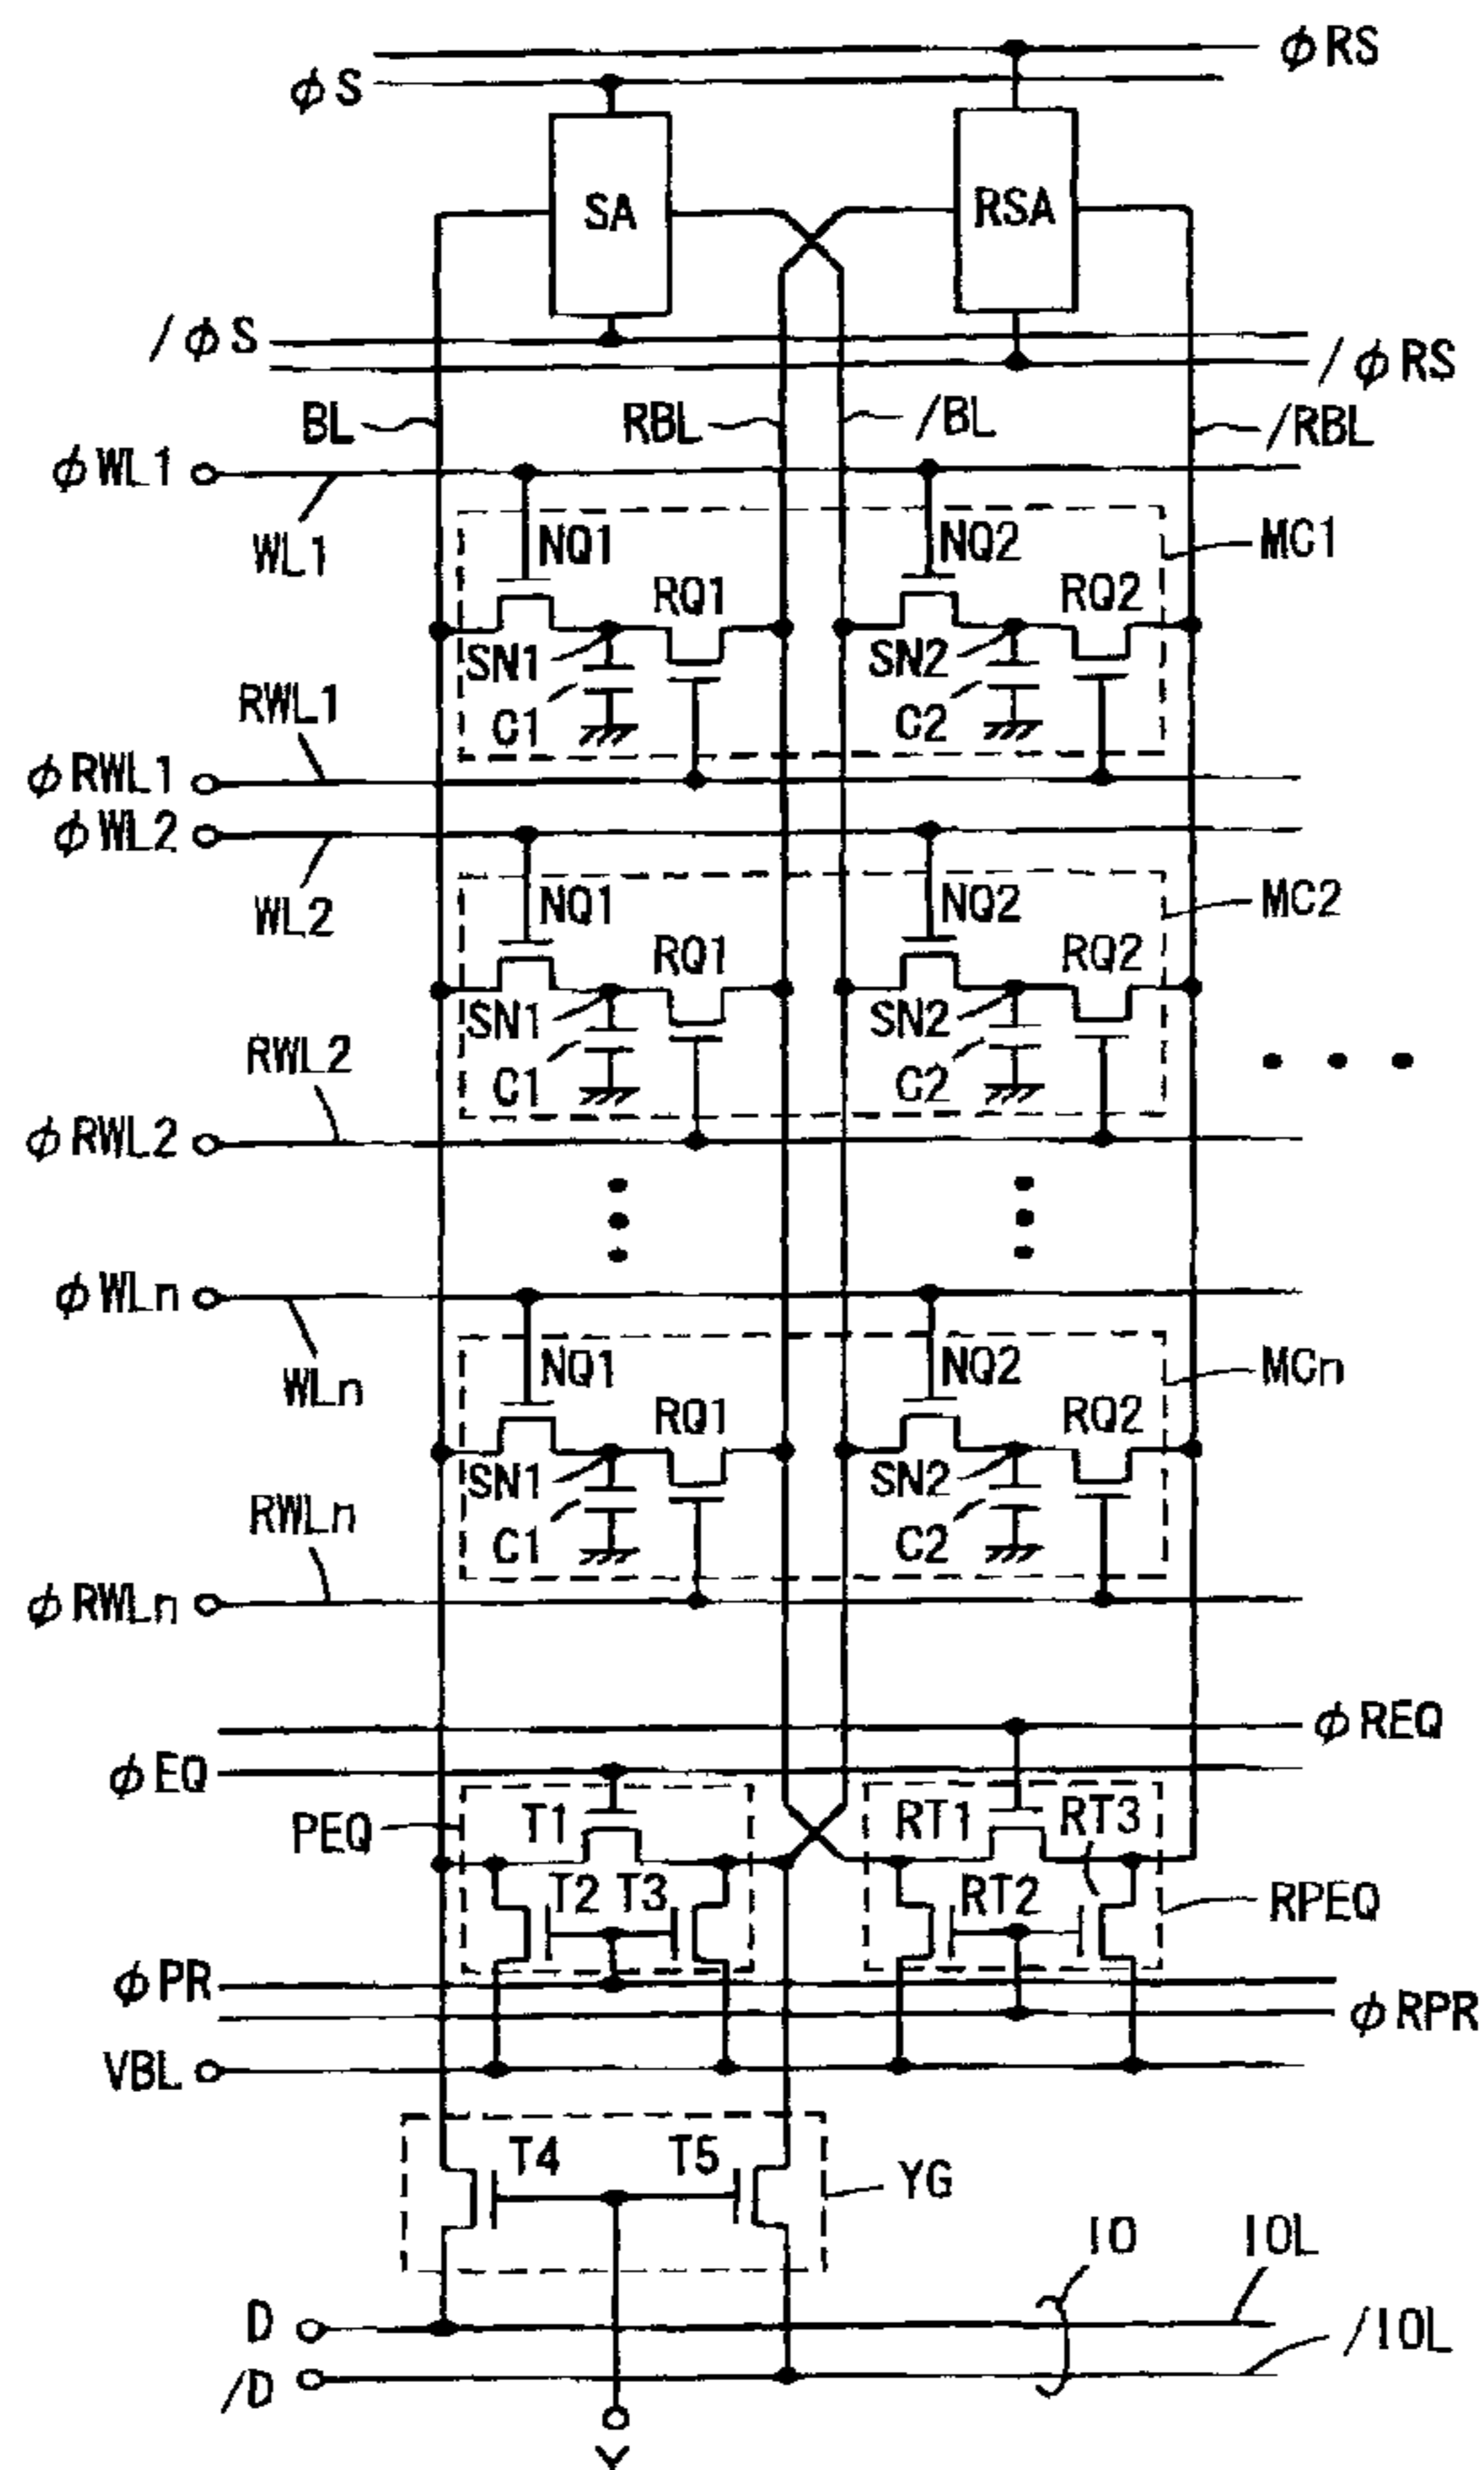 φRS
φS
SA
RSA
/φS
/φRS
BL
RBL
/BL
/RBL
φWL1
WL1
NQ1
NQ2
MC1
RQ1
RQ2
SN1
SN2
C1
C2
RWL1
φRWL1
φWL2
WL2
NQ1
NQ2
MC2
RQ1
RQ2
SN1
SN2
C1
C2
RWL2
φRWL2
φWLn
WLn
NQ1
NQ2
MCn
RQ1
RQ2
SN1
SN2
C1
C2
RWLn
φRWLn
φREQ
φEQ
PEQ
T1
RT1
RT3
T2
T3
RT2
RPEQ
φPR
φRPR
VBL
T4
T5
YG
IO
IOL
D
/IOL
/D
Y